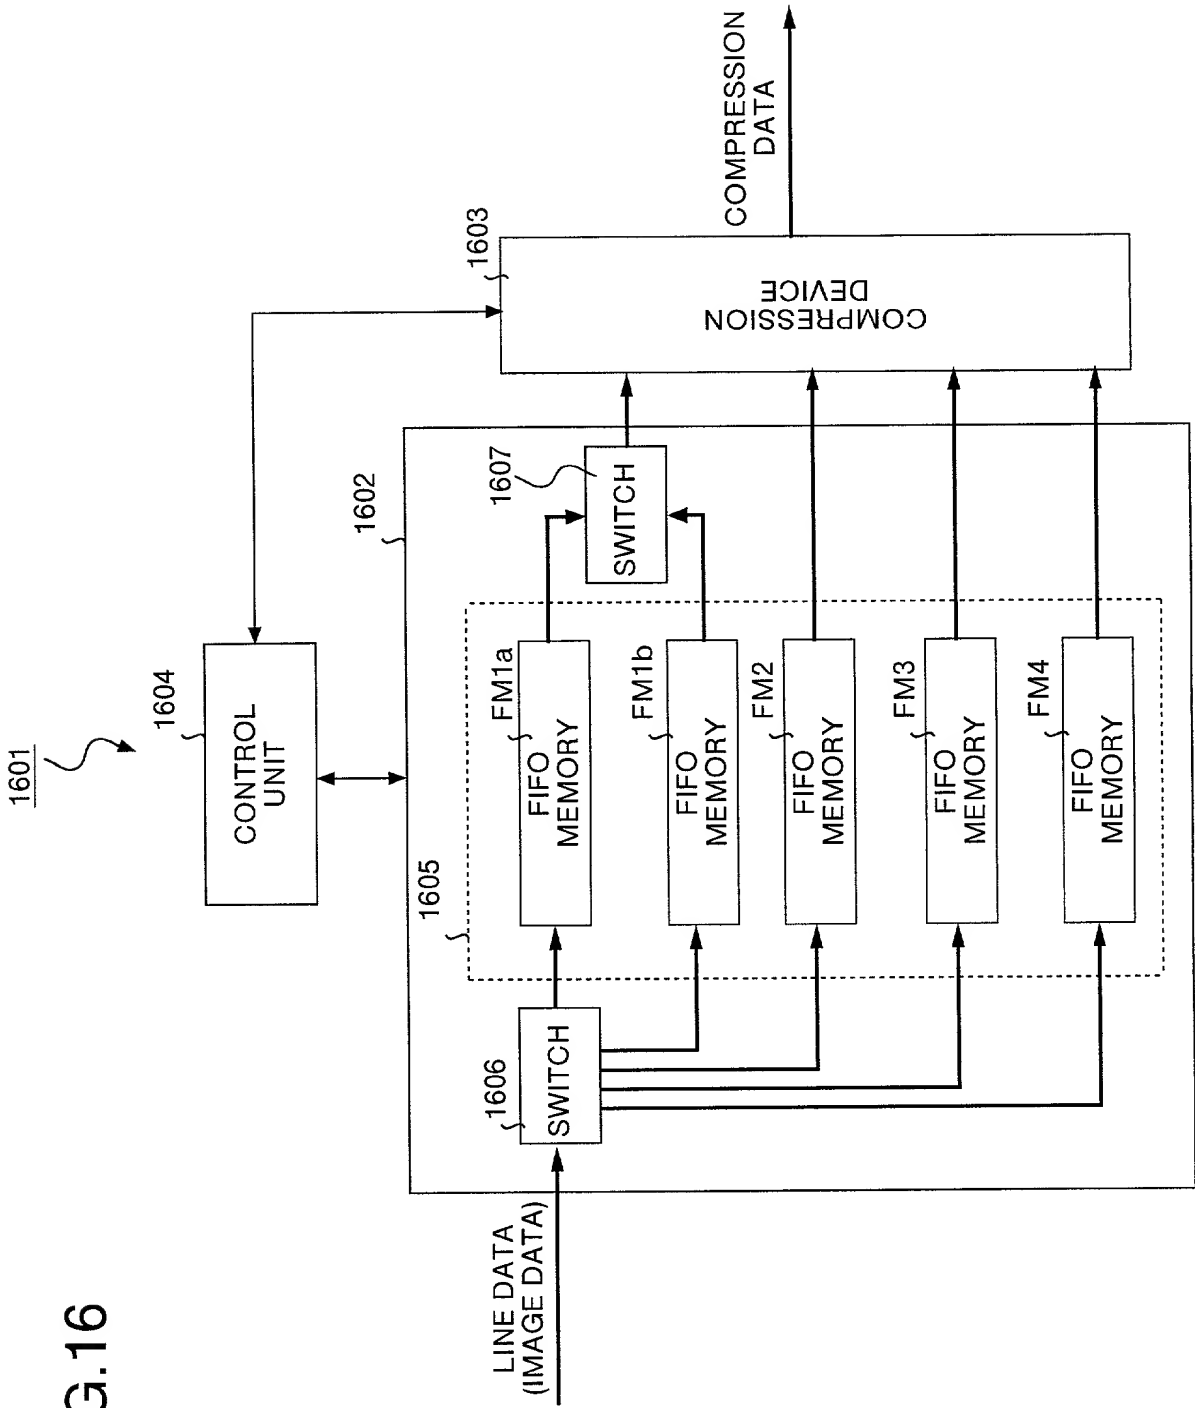 G.16
1601
1604
CONTROL
UNIT
1602
1603
COMPRESSION
DEVICE
COMPRESSION
DATA
1605
1606
SWITCH
1607
SWITCH
FM1a
FIFO
MEMORY
FM1b
FIFO
MEMORY
FM2
FIFO
MEMORY
FM3
FIFO
MEMORY
FM4
FIFO
MEMORY
LINE DATA
(IMAGE DATA)